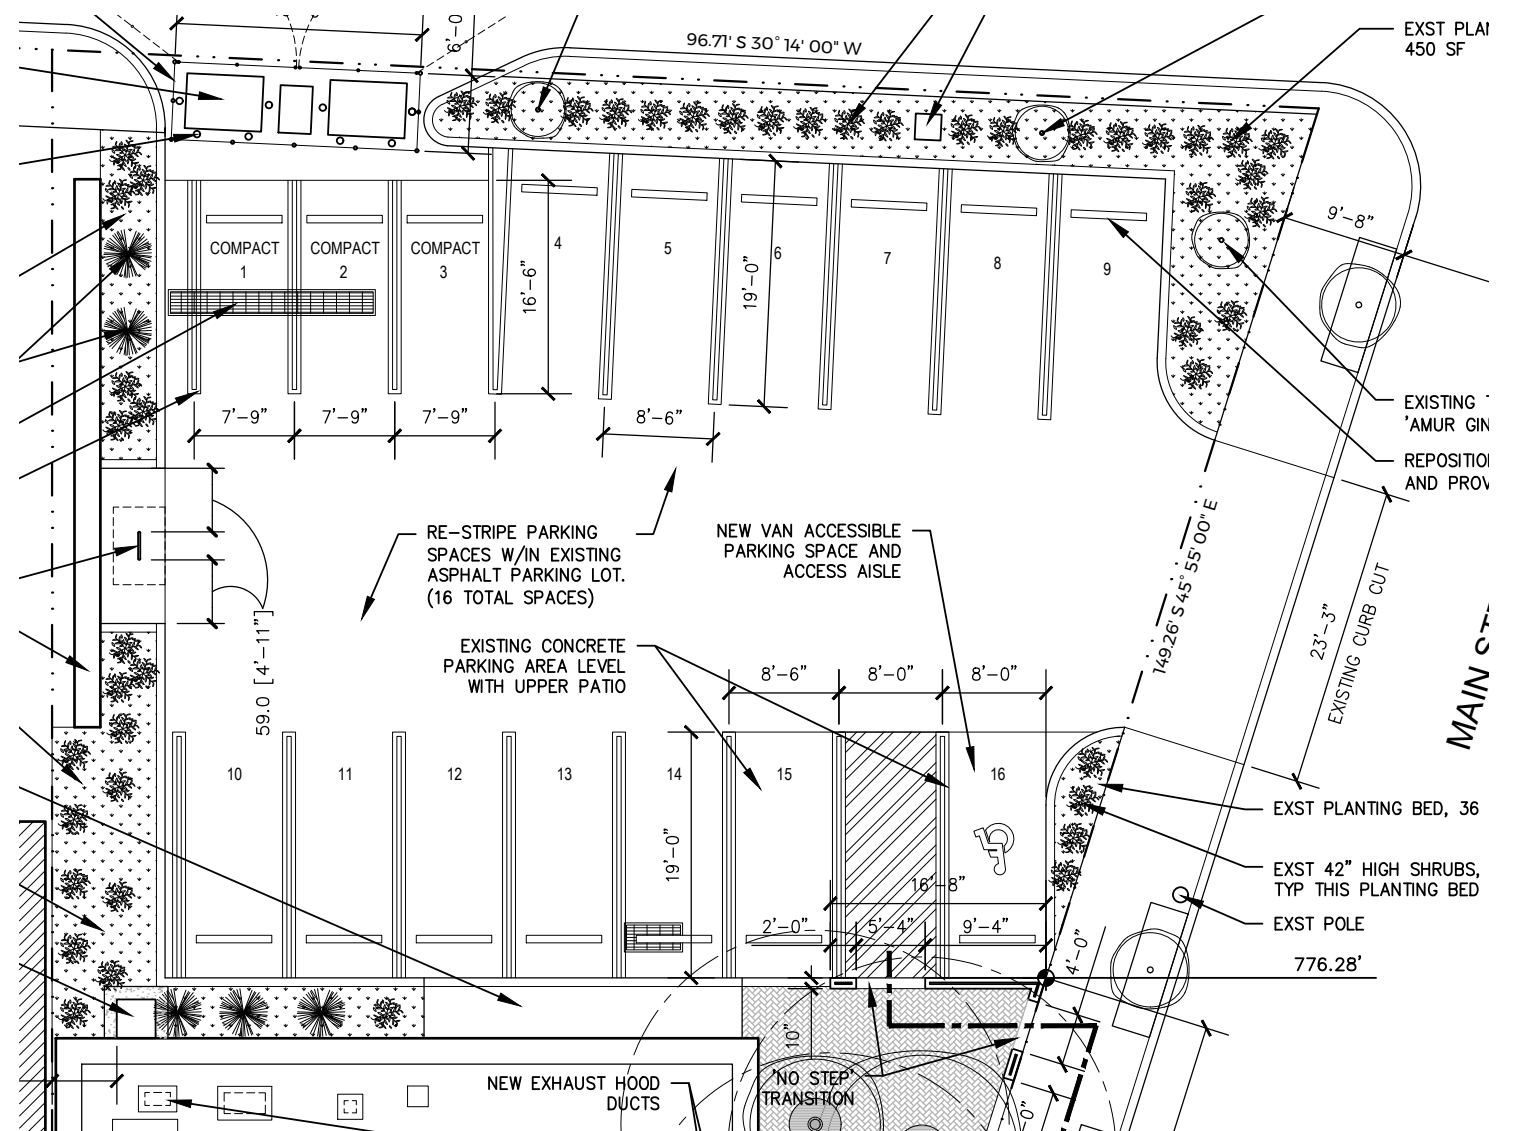 96.71' S 30° 14' 00" W
EXST PLAN
450 SF
9'-8"
COMPACT
1
COMPACT
2
COMPACT
3
4
5
6
7
8
9
16'-6"
19'-0"
7'-9"
7'-9"
7'-9"
8'-6"
EXISTING
'AMUR GIN
REPOSITIO
AND PROV
RE-STRIPE PARKING
SPACES W/IN EXISTING
ASPHALT PARKING LOT.
(16 TOTAL SPACES)
NEW VAN ACCESSIBLE
PARKING SPACE AND
ACCESS AISLE
149.26' S 45° 55' 00" E
23'-3"
EXISTING CURB CUT
MAIN ST
59.0 [4'-11"]
EXISTING CONCRETE
PARKING AREA LEVEL
WITH UPPER PATIO
8'-6"
8'-0"
8'-0"
10
11
12
13
14
15
16
19'-0"
EXST PLANTING BED, 36
EXST 42" HIGH SHRUBS,
TYP THIS PLANTING BED
EXST POLE
16'-8"
2'-0"
5'-4"
9'-4"
4'-0"
776.28'
10"
'NO STEP'
TRANSITION
NEW EXHAUST HOOD
DUCTS